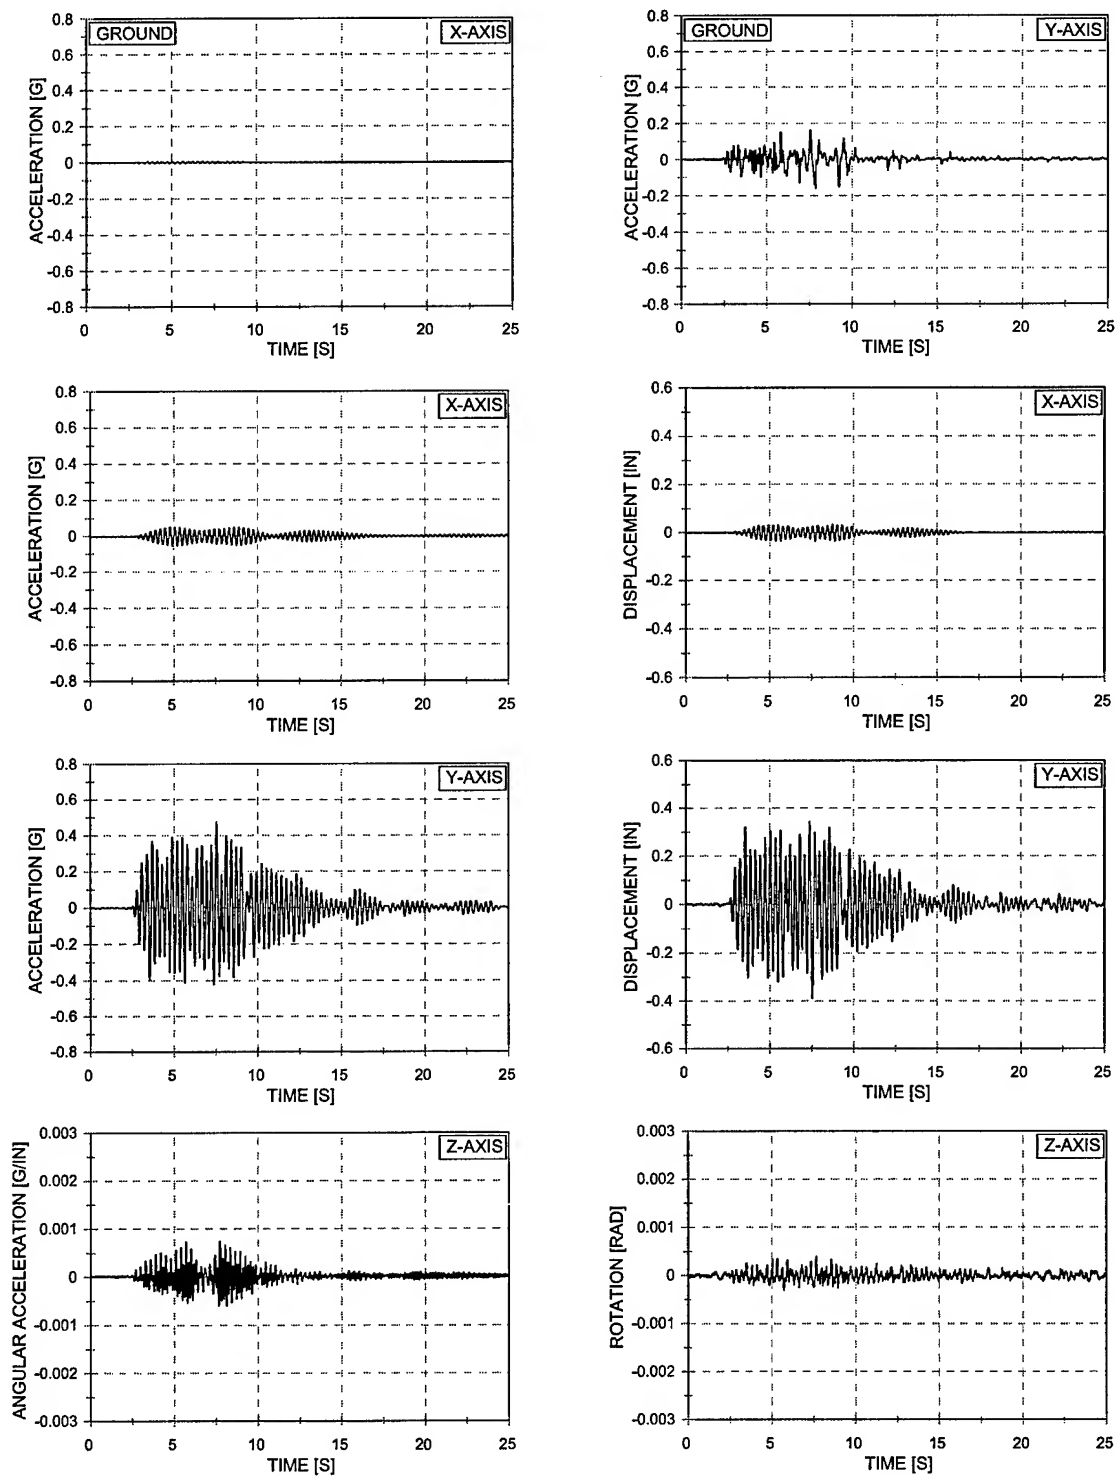 0.8
GROUND
X-AXIS
0.6
0.4
0.2
0
-0.2
-0.4
-0.6
-0.8
ACCELERATION [G]
0 5 10 15 20 25
TIME [S]
0.8
GROUND
Y-AXIS
0.6
0.4
0.2
0
-0.2
-0.4
-0.6
-0.8
ACCELERATION [G]
0 5 10 15 20 25
TIME [S]
0.8
X-AXIS
0.6
0.4
0.2
0
-0.2
-0.4
-0.6
-0.8
ACCELERATION [G]
0 5 10 15 20 25
TIME [S]
0.6
X-AXIS
0.4
0.2
0
-0.2
-0.4
-0.6
DISPLACEMENT [IN]
0 5 10 15 20 25
TIME [S]
0.8
Y-AXIS
0.6
0.4
0.2
0
-0.2
-0.4
-0.6
-0.8
ACCELERATION [G]
0 5 10 15 20 25
TIME [S]
0.6
Y-AXIS
0.4
0.2
0
-0.2
-0.4
-0.6
DISPLACEMENT [IN]
0 5 10 15 20 25
TIME [S]
0.003
Z-AXIS
0.002
0.001
0
-0.001
-0.002
-0.003
ANGULAR ACCELERATION [G/IN]
0 5 10 15 20 25
TIME [S]
0.003
Z-AXIS
0.002
0.001
0
-0.001
-0.002
-0.003
ROTATION [RAD]
0 5 10 15 20 25
TIME [S]